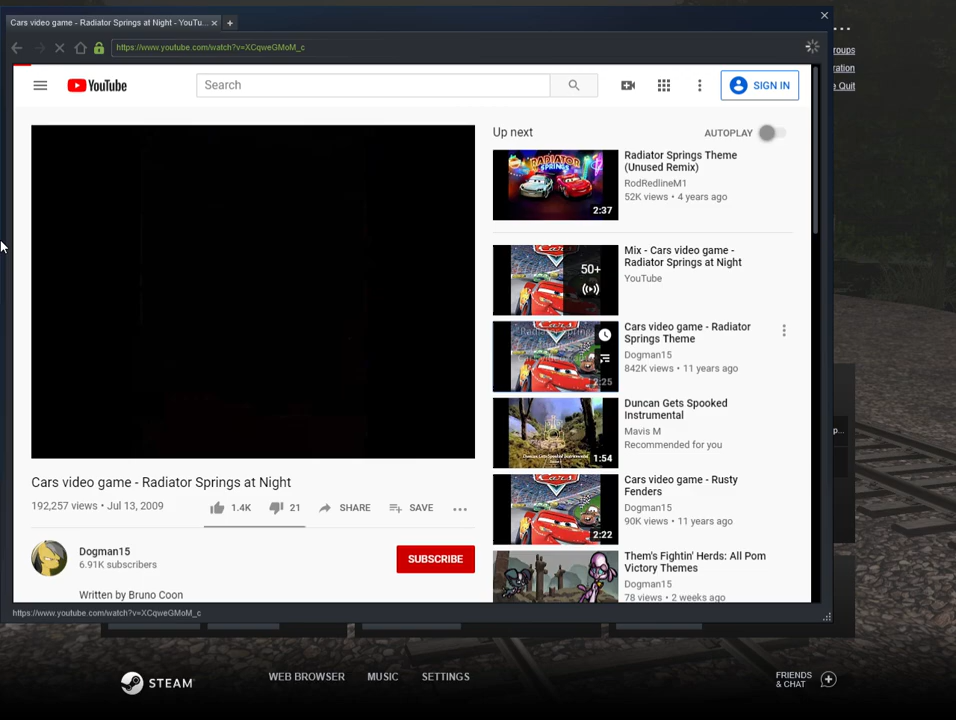 Cars video game - Radiator Springs at Night - YouTu...
https://www.youtube.com/watch?v=XCqweGMoM_c
oups
ration
e Quit
YouTube
Search
SIGN IN
Up next
AUTOPLAY
Radiator Springs Theme
(Unused Remix)
RodRedlineM1
52K views • 4 years ago
RADIATOR
SPRINGS
2:37
Mix - Cars video game -
Radiator Springs at Night
YouTube
Cars
50+
Cars video game - Radiator
Springs Theme
Dogman15
842K views • 11 years ago
2:25
Duncan Gets Spooked
Instrumental
Mavis M
Recommended for you
1:54
p...
Cars video game - Radiator Springs at Night
192,257 views • Jul 13, 2009
1.4K
21
SHARE
SAVE
Cars video game - Rusty
Fenders
Dogman15
90K views • 11 years ago
Cars
2:22
Dogman15
6.91K subscribers
SUBSCRIBE
Written by Bruno Coon
Them's Fightin' Herds: All Pom
Victory Themes
Dogman15
78 views • 2 weeks ago
https://www.youtube.com/watch?v=XCqweGMoM_c
STEAM
WEB BROWSER
MUSIC
SETTINGS
FRIENDS
& CHAT